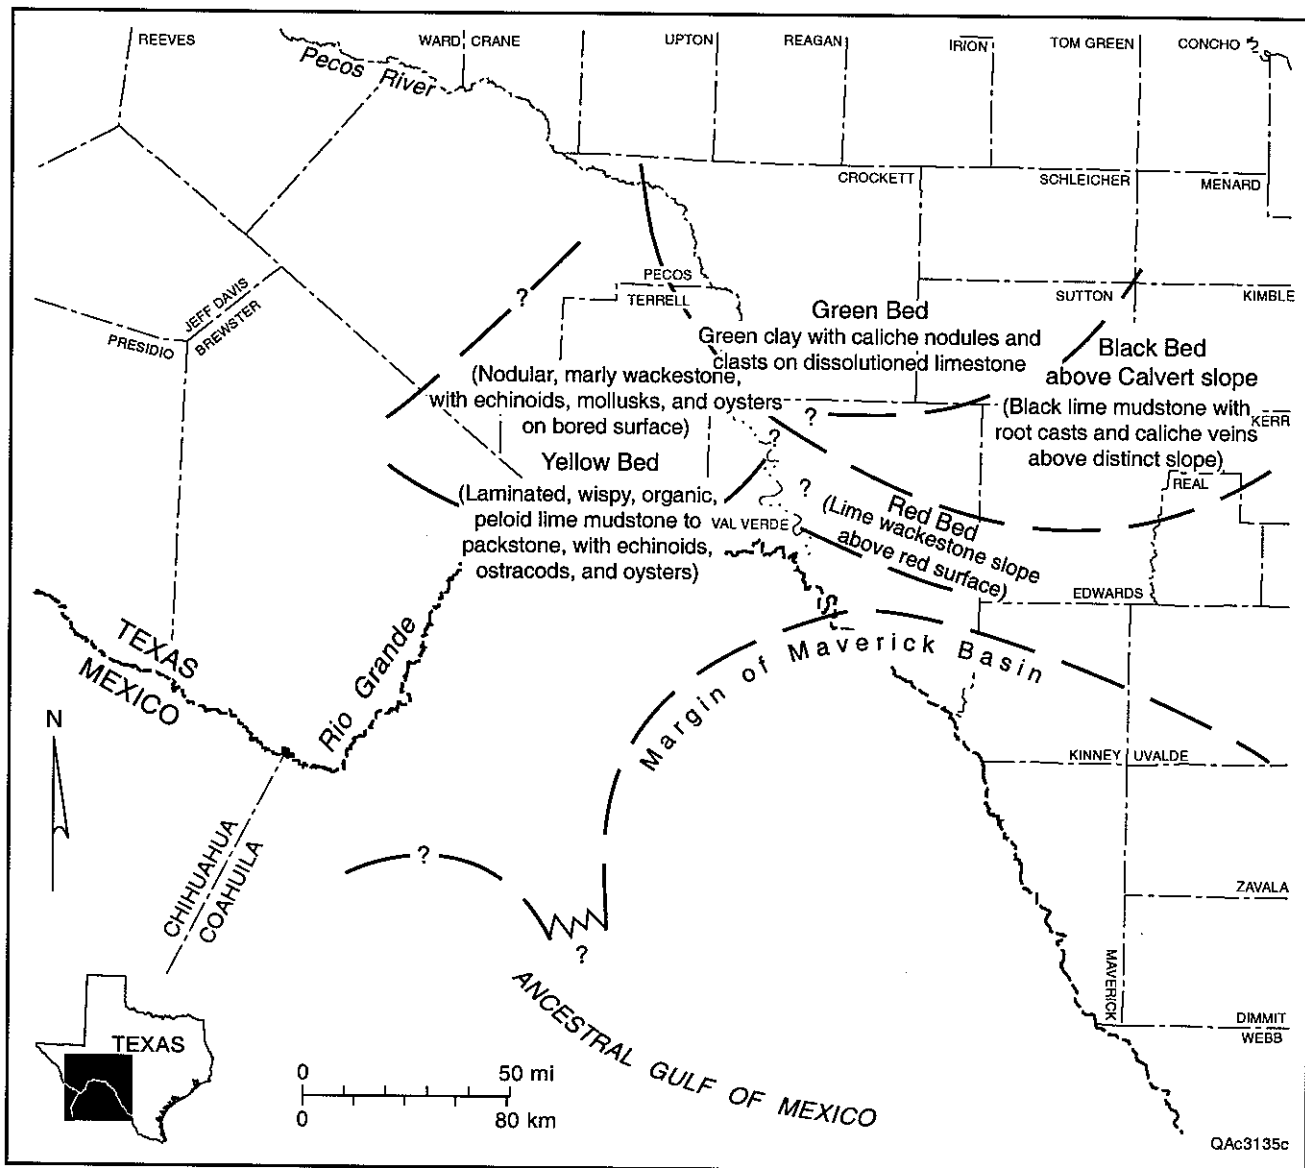 REEVES
WARD
CRANE
UPTON
REAGAN
IRION
TOM GREEN
CONCHO
Pecos River
CROCKETT
SCHLEICHER
MENARD
PECOS
TERRELL
SUTTON
KIMBLE
?
JEFF DAVIS
BREWSTER
PRESIDIO
Green Bed
Green clay with caliche nodules and
clasts on dissolutioned limestone
Black Bed
above Calvert slope
(Black lime mudstone with
root casts and caliche veins
above distinct slope)
KERR
REAL
(Nodular, marly wackestone,
with echinoids, mollusks, and oysters
on bored surface)
?
?
?
Yellow Bed
(Laminated, wispy, organic,
peloid lime mudstone to
packstone, with echinoids,
ostracods, and oysters)
VAL VERDE
Red Bed
(Lime wackestone slope
above red surface)
EDWARDS
TEXAS
MEXICO
Rio Grande
Margin of Maverick Basin
N
KINNEY
UVALDE
CHIHUAHUA
COAHUILA
?
?
ZAVALA
MAVERICK
DIMMIT
WEBB
ANCESTRAL GULF OF MEXICO
TEXAS
0
50 mi
0
80 km
QAc3135c